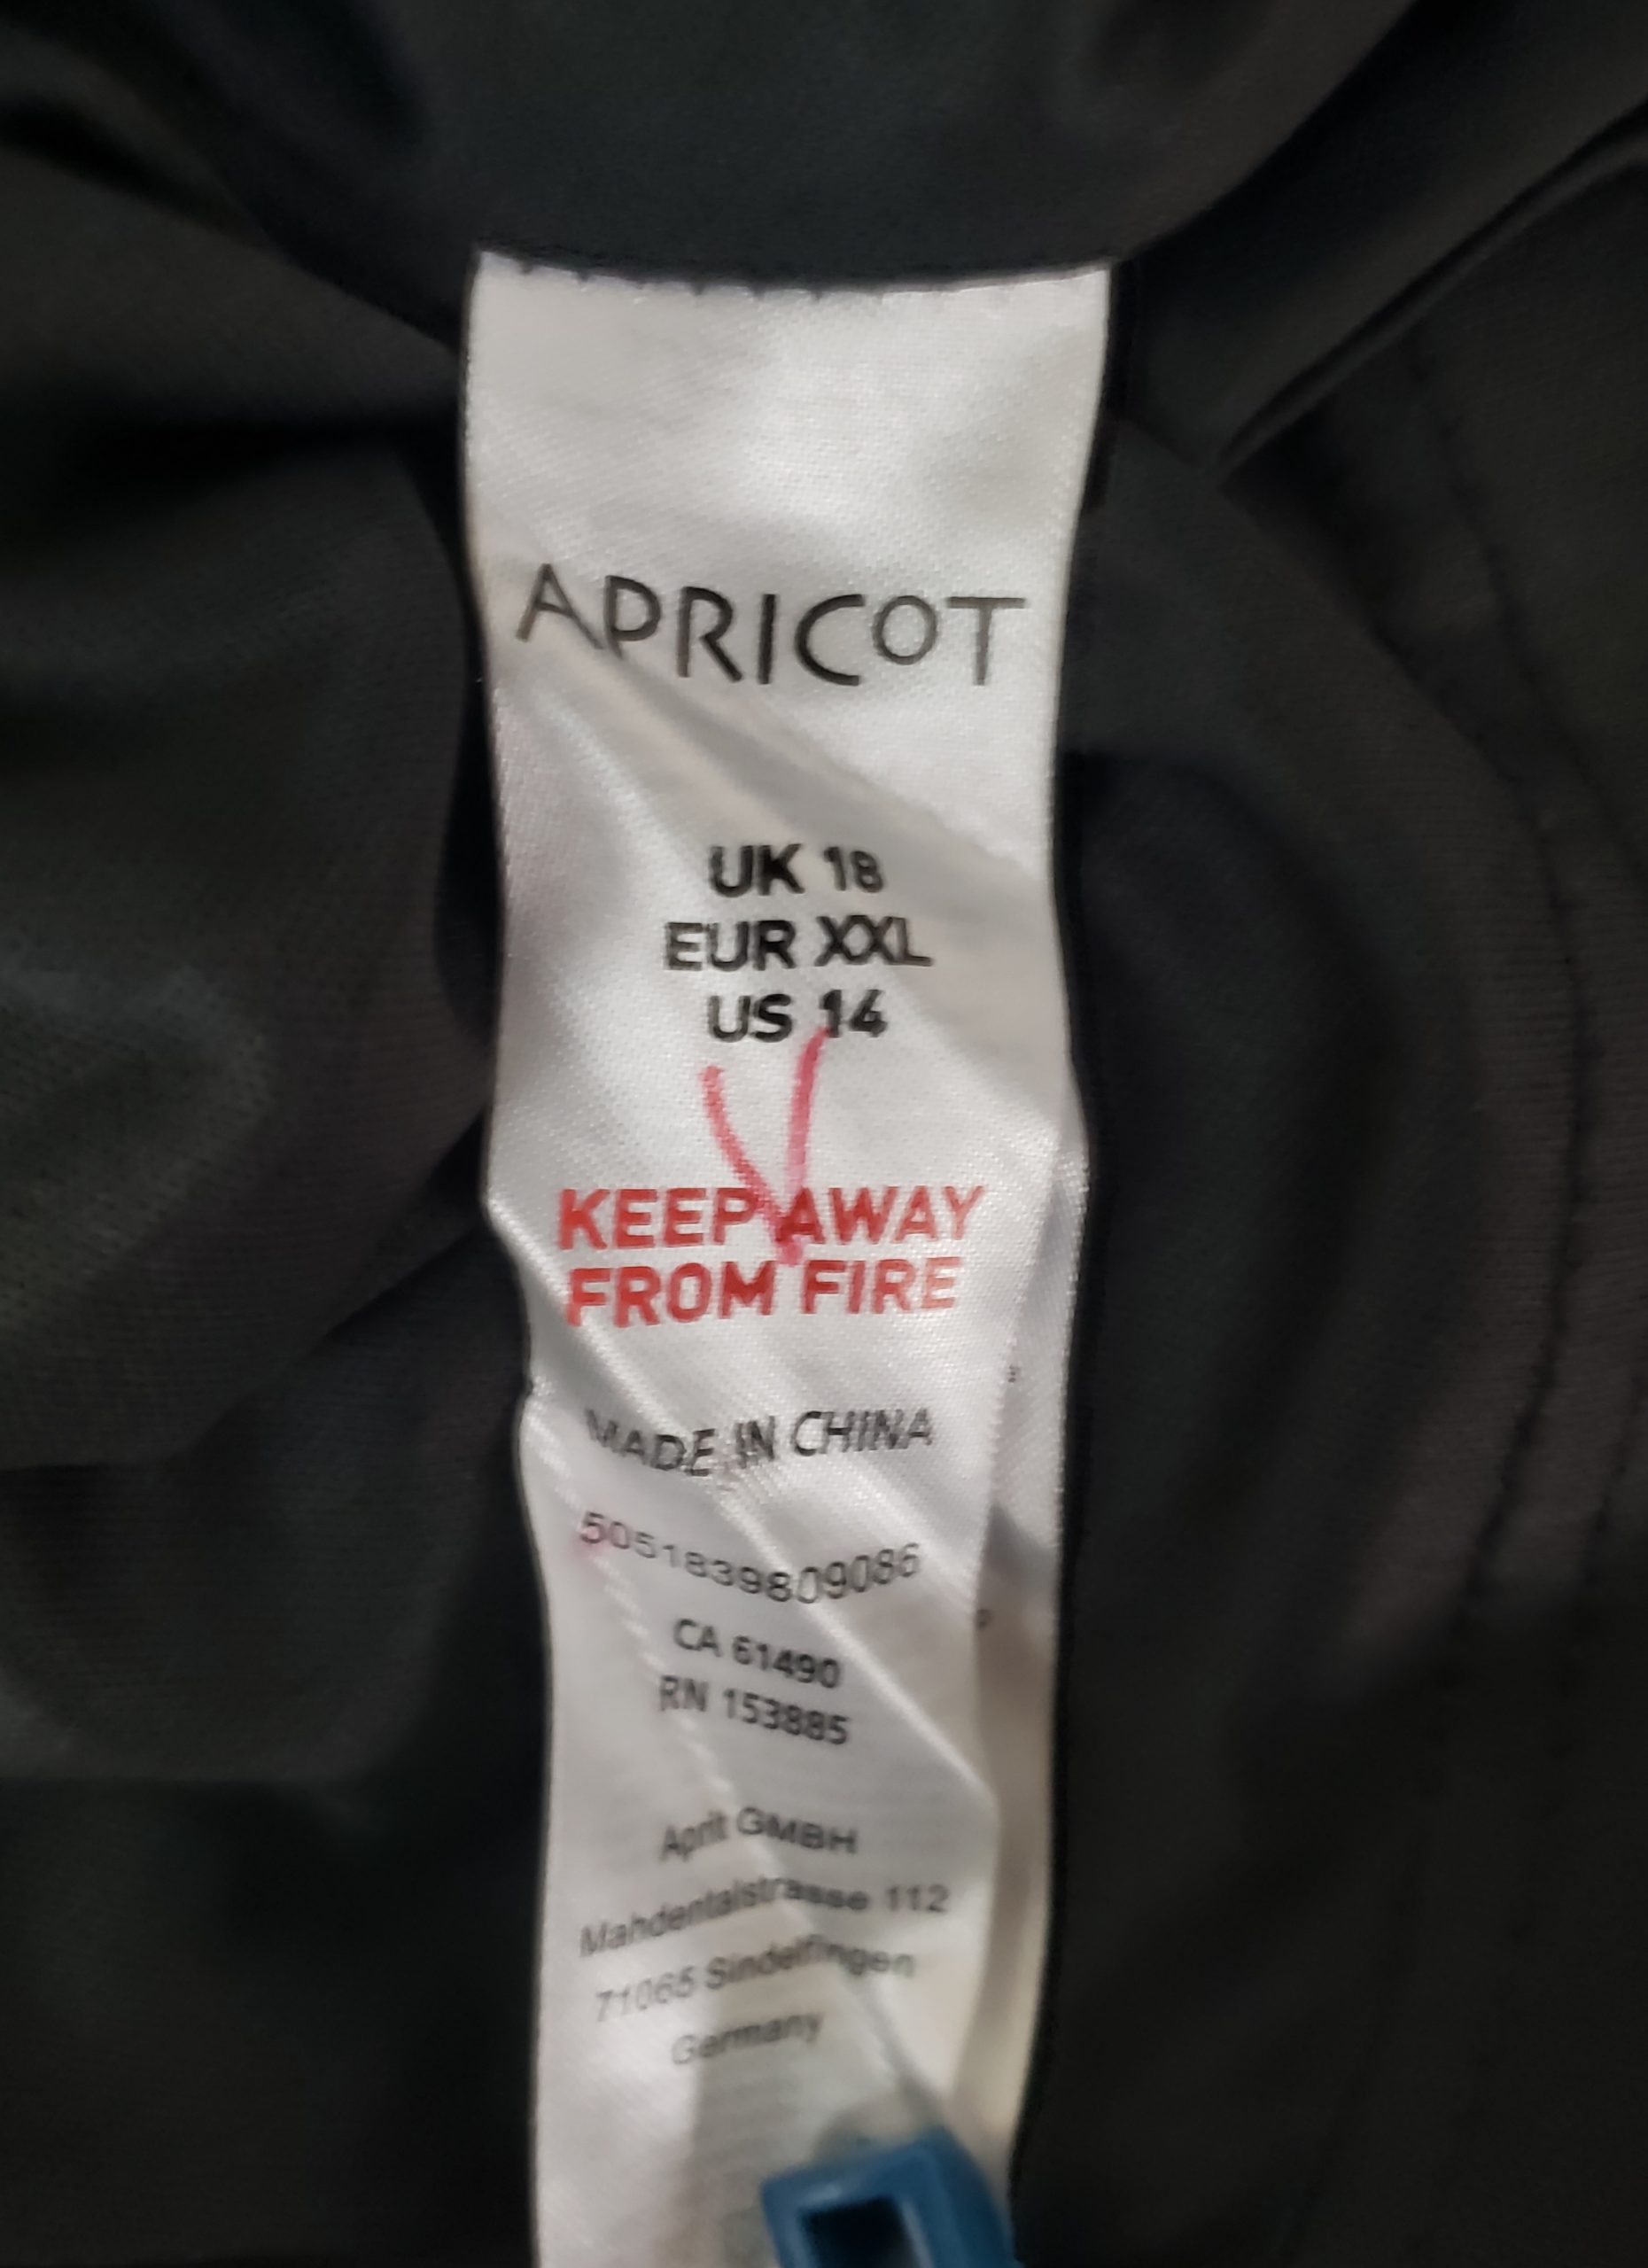 APRICOT
UK 18
EUR XXL
US 14
KEEP AWAY
FROM FIRE
MADE IN CHINA
5051839809086
CA 61490
RN 153885
Aprit GMBH
Mahdentalstrasse 112
71065 Sindelfingen
Germany